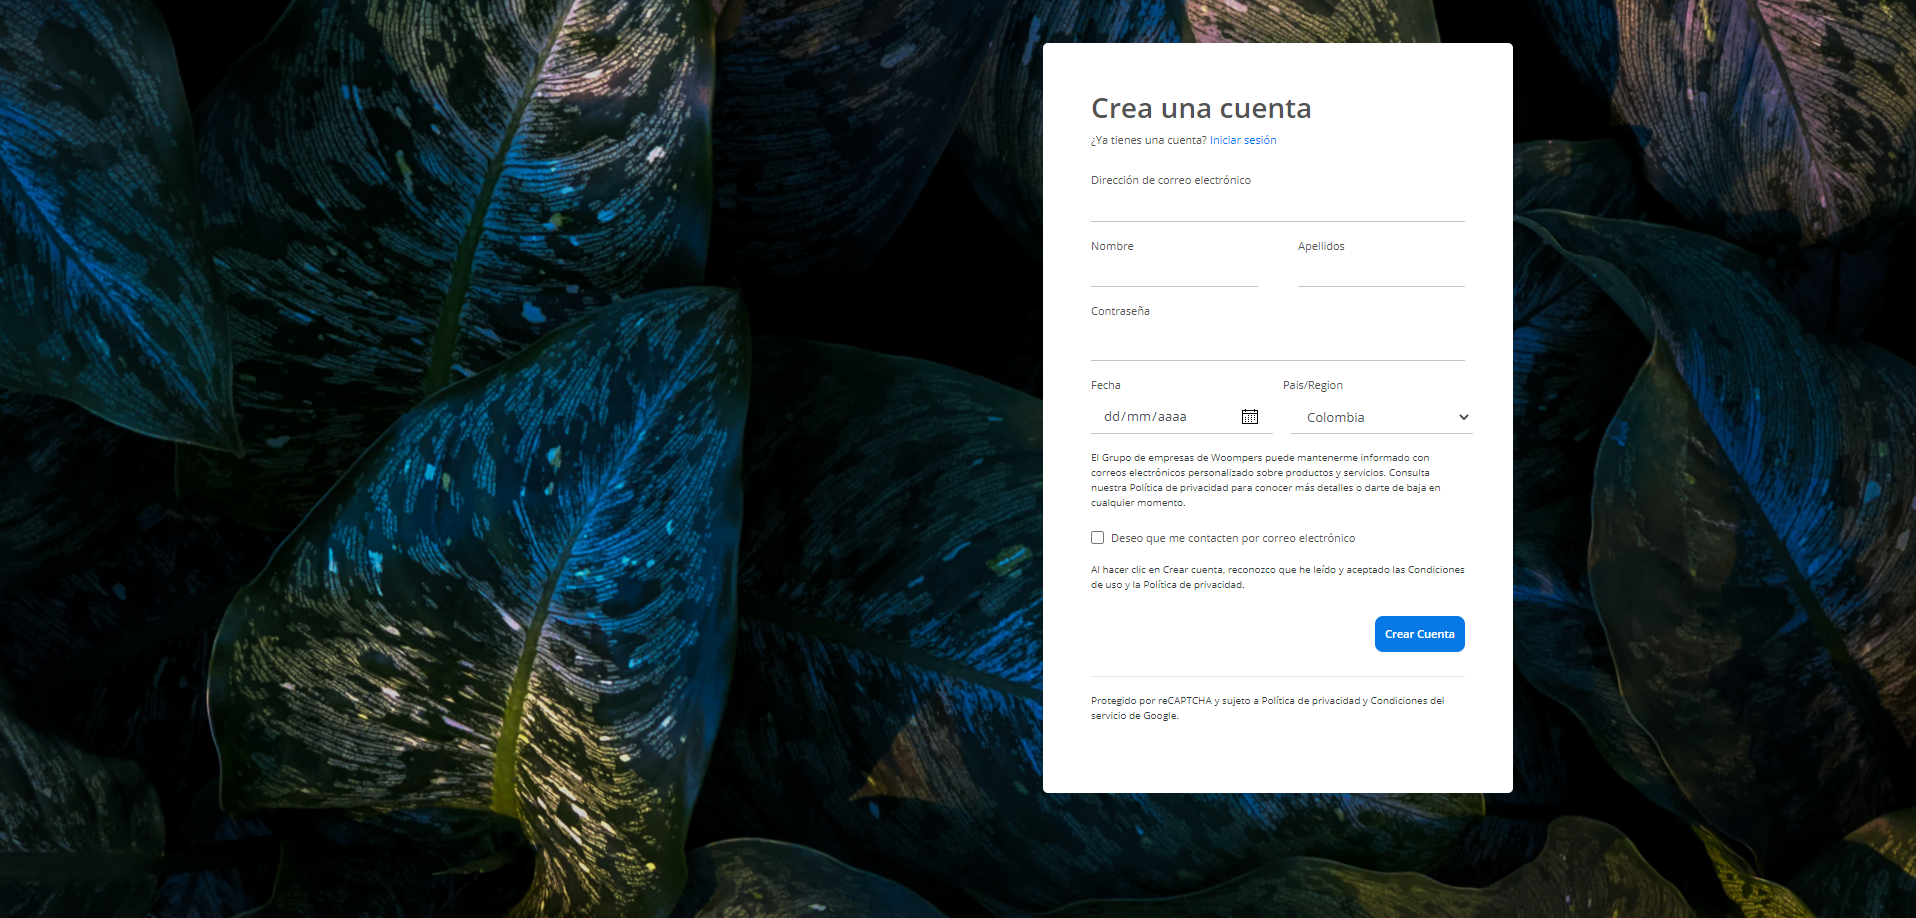 Crea una cuenta
¿Ya tienes una cuenta? Iniciar sesión
Dirección de correo electrónico
Nombre Apellidos
Contraseña
Fecha Pais/Region
dd/mm/aaaa Colombia
El Grupo de empresas de Woompers puede mantenerme informado con
correos electrónicos personalizado sobre productos y servicios. Consulta
nuestra Política de privacidad para conocer más detalles o darte de baja en
cualquier momento.
Deseo que me contacten por correo electrónico
Al hacer clic en Crear cuenta, reconozco que he leído y aceptado las Condiciones
de uso y la Política de privacidad.
Crear Cuenta
Protegido por reCAPTCHA y sujeto a Política de privacidad y Condiciones del
servicio de Google.